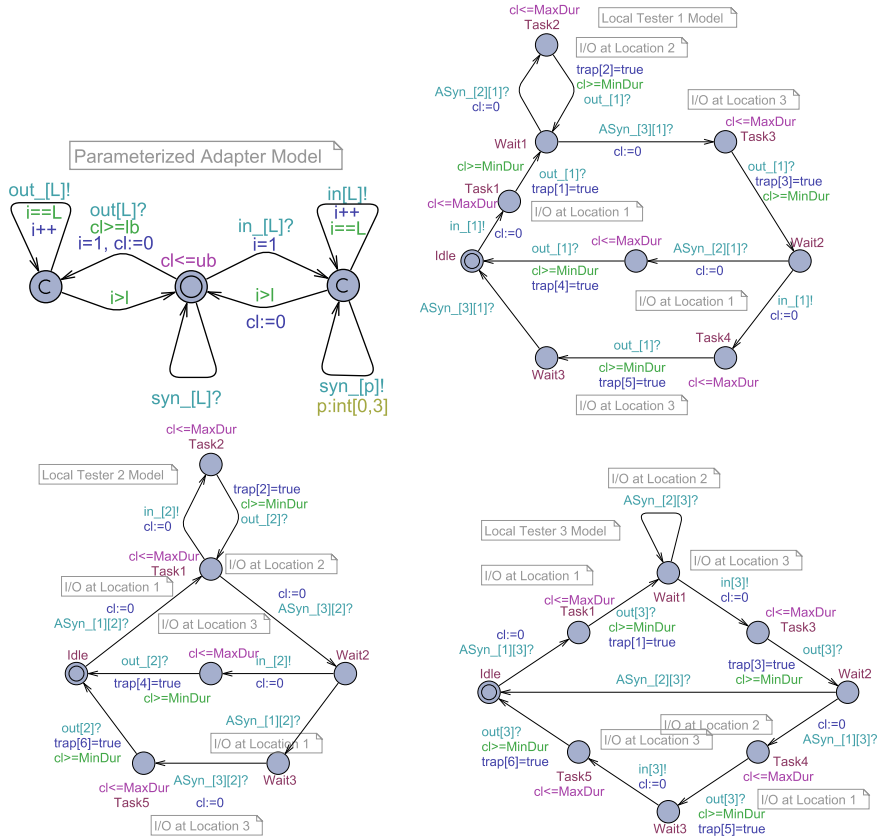 Parameterized Adapter Model
out_[L]!
i==L
i++
out[L]?
cl>=lb
i=1, cl:=0
cl<=ub
in_[L]?
i=1
in[L]!
i++
i==L
C
C
i>l
i>l
cl:=0
syn_[L]?
syn_[p]!
p:int[0,3]
Local Tester 1 Model
cl<=MaxDur
Task2
I/O at Location 2
trap[2]=true
cl>=MinDur
out_[1]?
ASyn_[2][1]?
cl:=0
I/O at Location 3
Wait1
ASyn_[3][1]?
cl:=0
cl<=MaxDur
Task3
cl>=MinDur
out_[1]?
trap[1]=true
Task1
cl<=MaxDur
out_[1]?
trap[3]=true
cl>=MinDur
in_[1]!
cl:=0
I/O at Location 1
Idle
out_[1]?
cl>=MinDur
trap[4]=true
cl<=MaxDur
ASyn_[2][1]?
cl:=0
Wait2
I/O at Location 1
ASyn_[3][1]?
in_[1]!
cl:=0
Task4
cl<=MaxDur
out_[1]?
cl>=MinDur
trap[5]=true
Wait3
I/O at Location 3
Local Tester 2 Model
cl<=MaxDur
Task2
trap[2]=true
cl>=MinDur
out_[2]?
in_[2]!
cl:=0
cl<=MaxDur
Task1
I/O at Location 2
I/O at Location 1
cl:=0
ASyn_[1][2]?
cl:=0
ASyn_[3][2]?
I/O at Location 3
Idle
out_[2]?
trap[4]=true
cl>=MinDur
cl<=MaxDur
in_[2]!
cl:=0
Wait2
ASyn_[1][2]?
I/O at Location 1
out[2]?
trap[6]=true
cl>=MinDur
cl<=MaxDur
Task5
ASyn_[3][2]?
cl:=0
Wait3
I/O at Location 3
I/O at Location 2
ASyn_[2][3]?
Local Tester 3 Model
I/O at Location 3
I/O at Location 1
Wait1
in[3]!
cl:=0
cl<=MaxDur
Task1
out[3]?
cl>=MinDur
trap[1]=true
cl<=MaxDur
Task3
cl:=0
ASyn_[1][3]?
out[3]?
trap[3]=true
cl>=MinDur
Idle
ASyn_[2][3]?
Wait2
I/O at Location 2
cl:=0
ASyn_[1][3]?
out[3]?
cl>=MinDur
trap[6]=true
I/O at Location 3
Task4
cl<=MaxDur
Task5
cl<=MaxDur
in[3]!
cl:=0
out[3]?
cl>=MinDur
trap[5]=true
I/O at Location 1
Wait3